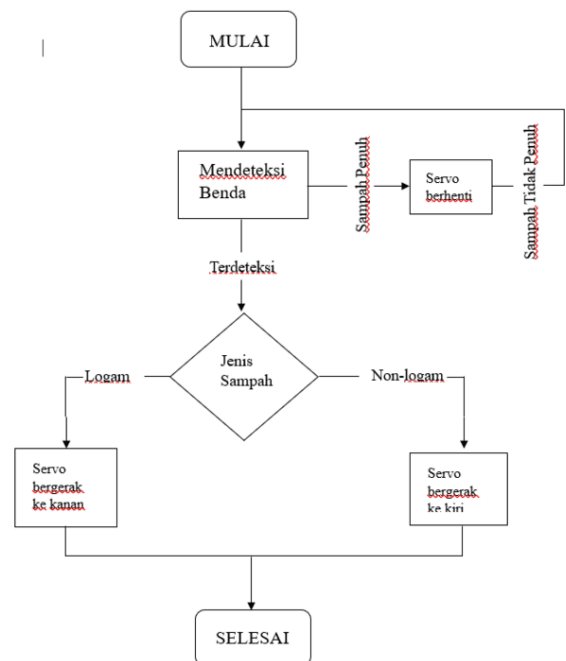 MULAI
Mendeteksi
Benda
Sampah Penuh
Servo
berhenti
Sampah Tidak Penuh
Terdeteksi
Jenis
Sampah
Logam
Non-logam
Servo
bergerak
ke kanan
Servo
bergerak
ke kiri
SELESAI